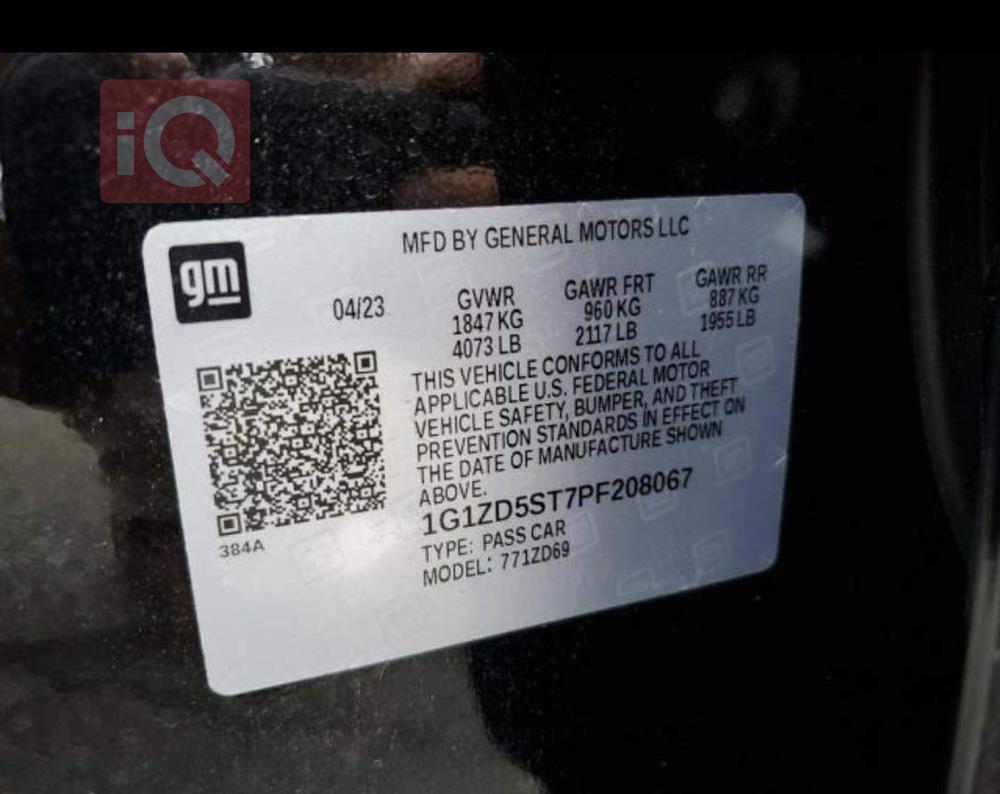 iQ
gm
MFD BY GENERAL MOTORS LLC
04/23
GVWR
1847 KG
4073 LB
GAWR FRT
960 KG
2117 LB
GAWR RR
887 KG
1955 LB
THIS VEHICLE CONFORMS TO ALL
APPLICABLE U.S. FEDERAL MOTOR
VEHICLE SAFETY, BUMPER, AND THEFT
PREVENTION STANDARDS IN EFFECT ON
THE DATE OF MANUFACTURE SHOWN
ABOVE.
1G1ZD5ST7PF208067
TYPE: PASS CAR
MODEL: 771ZD69
384A